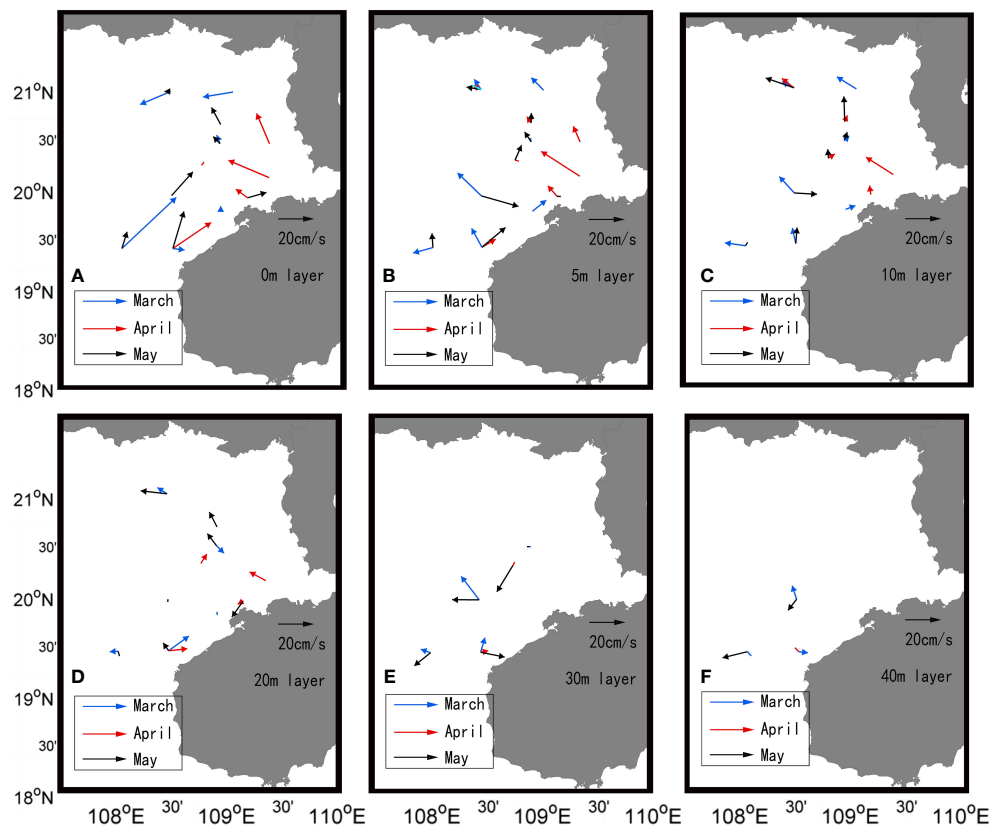 21°N
30'
20°N
30'
19°N
30'
18°N
20cm/s
A
0m layer
March
April
May
20cm/s
B
5m layer
March
April
May
20cm/s
C
10m layer
March
April
May
21°N
30'
20°N
30'
19°N
30'
18°N
20cm/s
D
20m layer
March
April
May
20cm/s
E
30m layer
March
April
May
20cm/s
F
40m layer
March
April
May
108°E 30' 109°E 30' 110°E
108°E 30' 109°E 30' 110°E
108°E 30' 109°E 30' 110°E